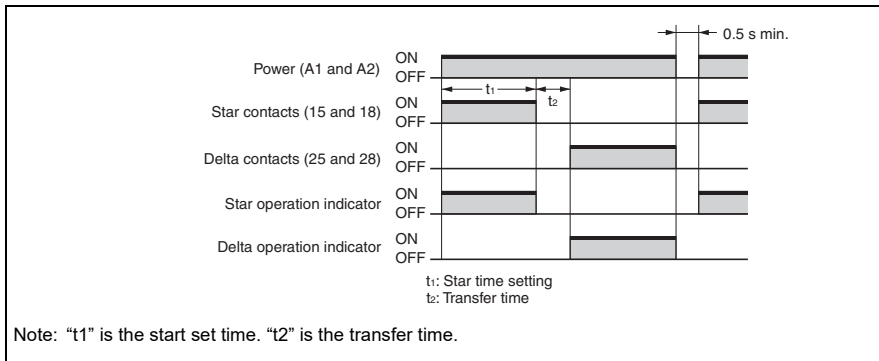 0.5 s min.
Power (A1 and A2) ON
OFF
t1
t2
Star contacts (15 and 18) ON
OFF
Delta contacts (25 and 28) ON
OFF
Star operation indicator ON
OFF
Delta operation indicator ON
OFF
t1: Star time setting
t2: Transfer time
Note: “t1” is the start set time. “t2” is the transfer time.